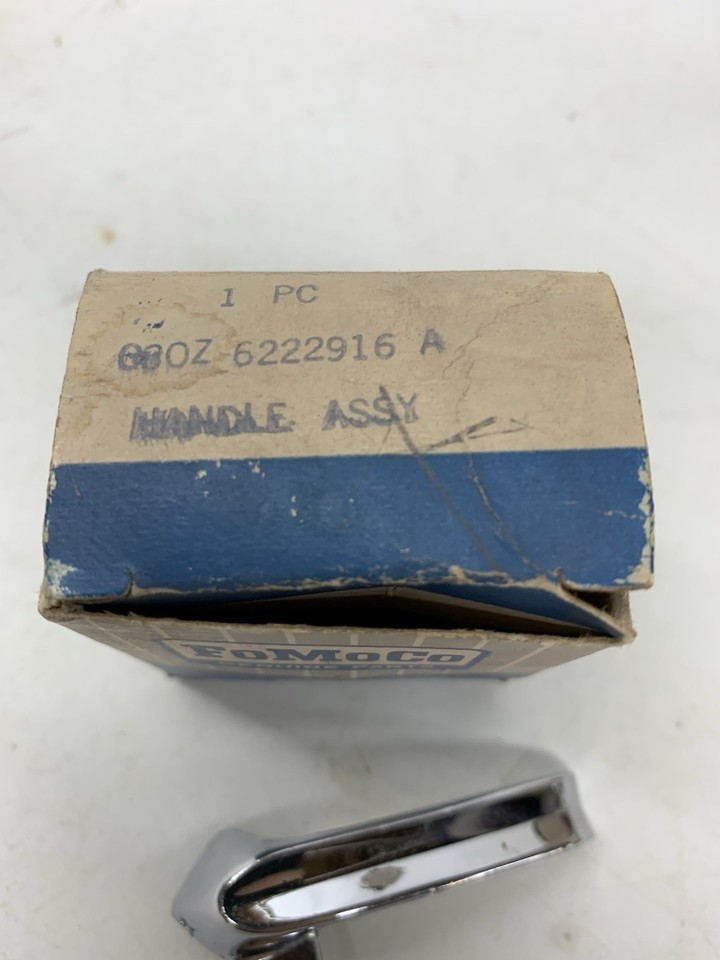 1 PC
C3OZ 6222916 A
HANDLE ASSY
FoMoCo